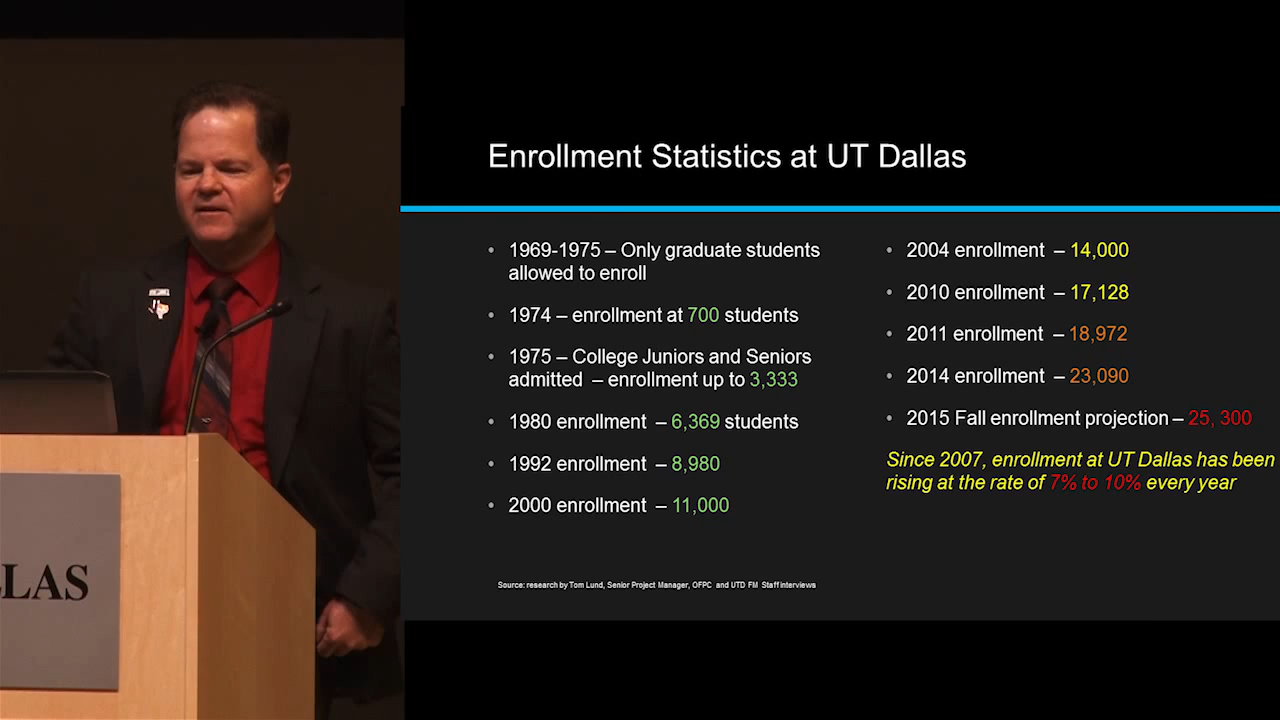 Enrollment Statistics at UT Dallas
• 1969-1975 – Only graduate students
allowed to enroll
• 1974 – enrollment at 700 students
• 1975 – College Juniors and Seniors
admitted – enrollment up to 3,333
• 1980 enrollment – 6,369 students
• 1992 enrollment – 8,980
• 2000 enrollment – 11,000
• 2004 enrollment – 14,000
• 2010 enrollment – 17,128
• 2011 enrollment – 18,972
• 2014 enrollment – 23,090
• 2015 Fall enrollment projection – 25, 300
Since 2007, enrollment at UT Dallas has been
rising at the rate of 7% to 10% every year
Source: research by Tom Lund, Senior Project Manager, OFPC and UTD FM Staff interviews
LLAS